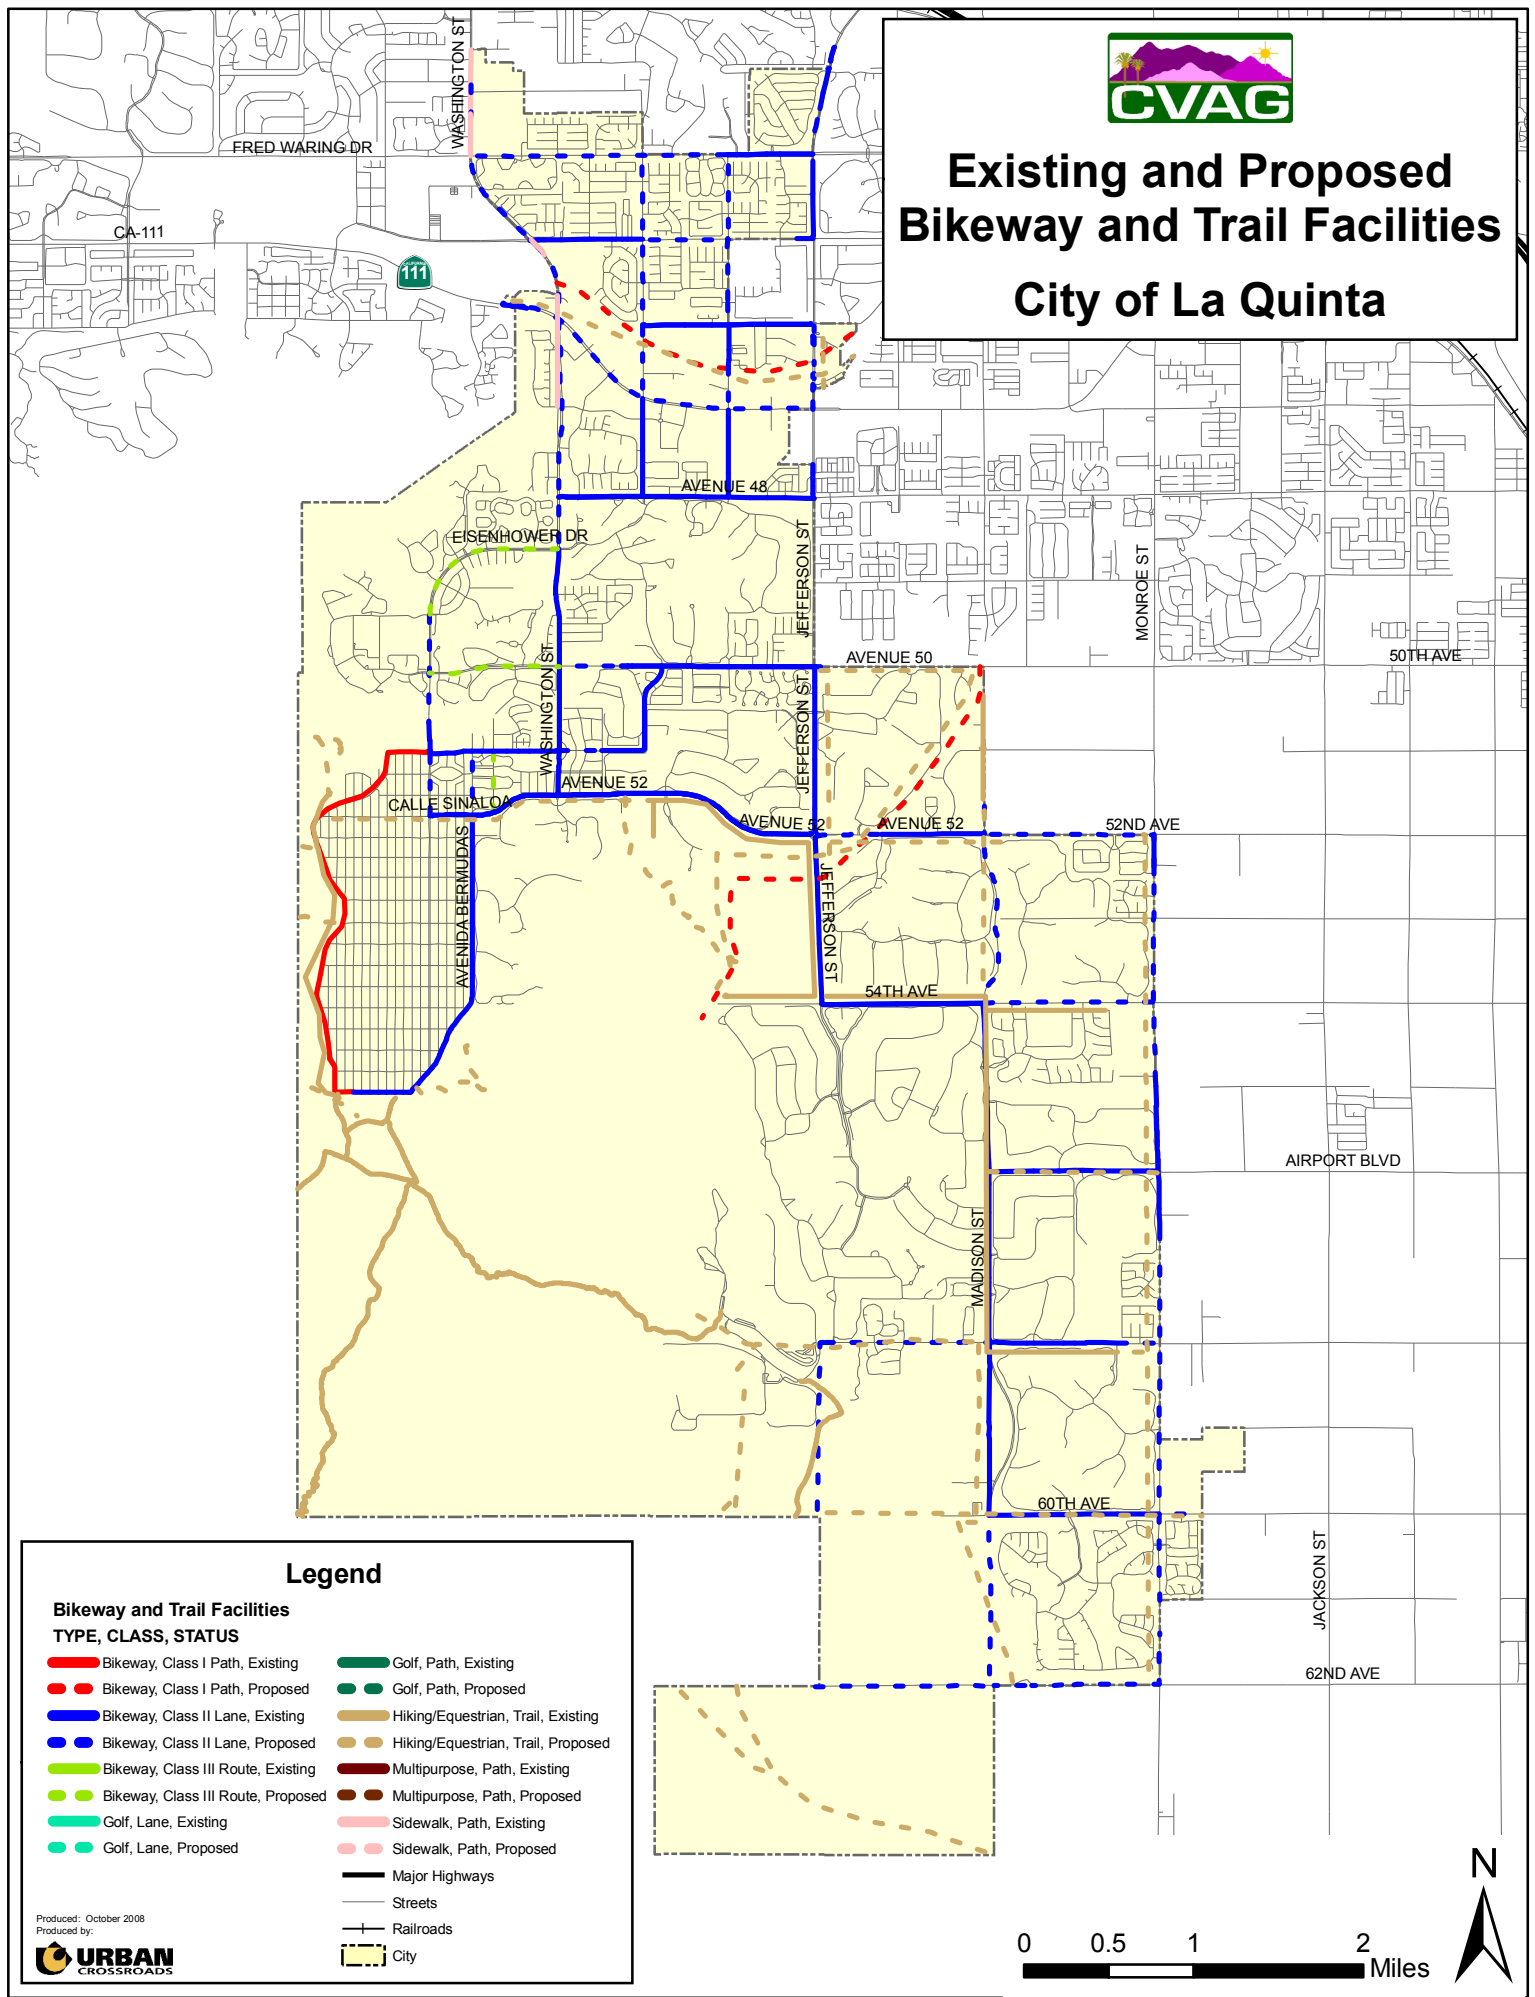 CVAG
Existing and Proposed
Bikeway and Trail Facilities
City of La Quinta
WASHINGTON ST
FRED WARING DR
CA-111
CALIFORNIA
111
AVENUE 48
EISENHOWER DR
JEFFERSON ST
MONROE ST
WASHINGTON ST
AVENUE 50
50TH AVE
JEFFERSON ST
AVENUE 52
CALLE SINALOA
AVENUE 52
AVENUE 52
52ND AVE
AVENIDA BERMUDAS
JEFFERSON ST
54TH AVE
AIRPORT BLVD
MADISON ST
60TH AVE
JACKSON ST
62ND AVE
Legend
Bikeway and Trail Facilities
TYPE, CLASS, STATUS
Bikeway, Class I Path, Existing
Bikeway, Class I Path, Proposed
Bikeway, Class II Lane, Existing
Bikeway, Class II Lane, Proposed
Bikeway, Class III Route, Existing
Bikeway, Class III Route, Proposed
Golf, Lane, Existing
Golf, Lane, Proposed
Golf, Path, Existing
Golf, Path, Proposed
Hiking/Equestrian, Trail, Existing
Hiking/Equestrian, Trail, Proposed
Multipurpose, Path, Existing
Multipurpose, Path, Proposed
Sidewalk, Path, Existing
Sidewalk, Path, Proposed
Major Highways
Streets
Railroads
City
Produced: October 2008
Produced by:
URBAN
CROSSROADS
N
0 0.5 1 2
Miles